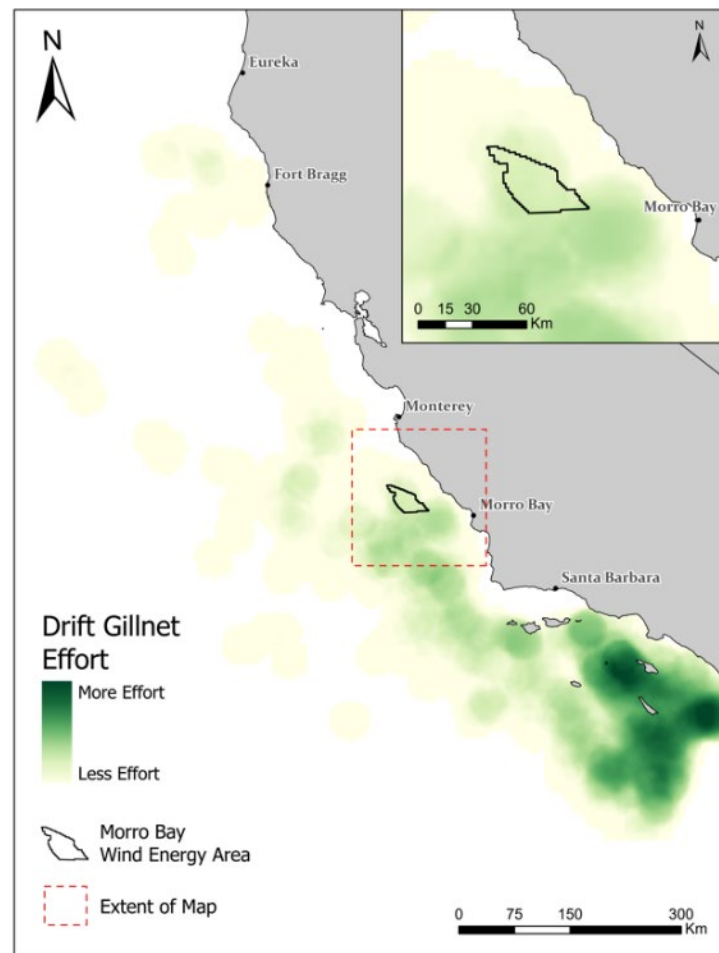 N
Eureka
Fort Bragg
N
Morro Bay
0 15 30 60
Km
Monterey
Morro Bay
Santa Barbara
Drift Gillnet
Effort
More Effort
Less Effort
Morro Bay
Wind Energy Area
Extent of Map
0 75 150 300
Km